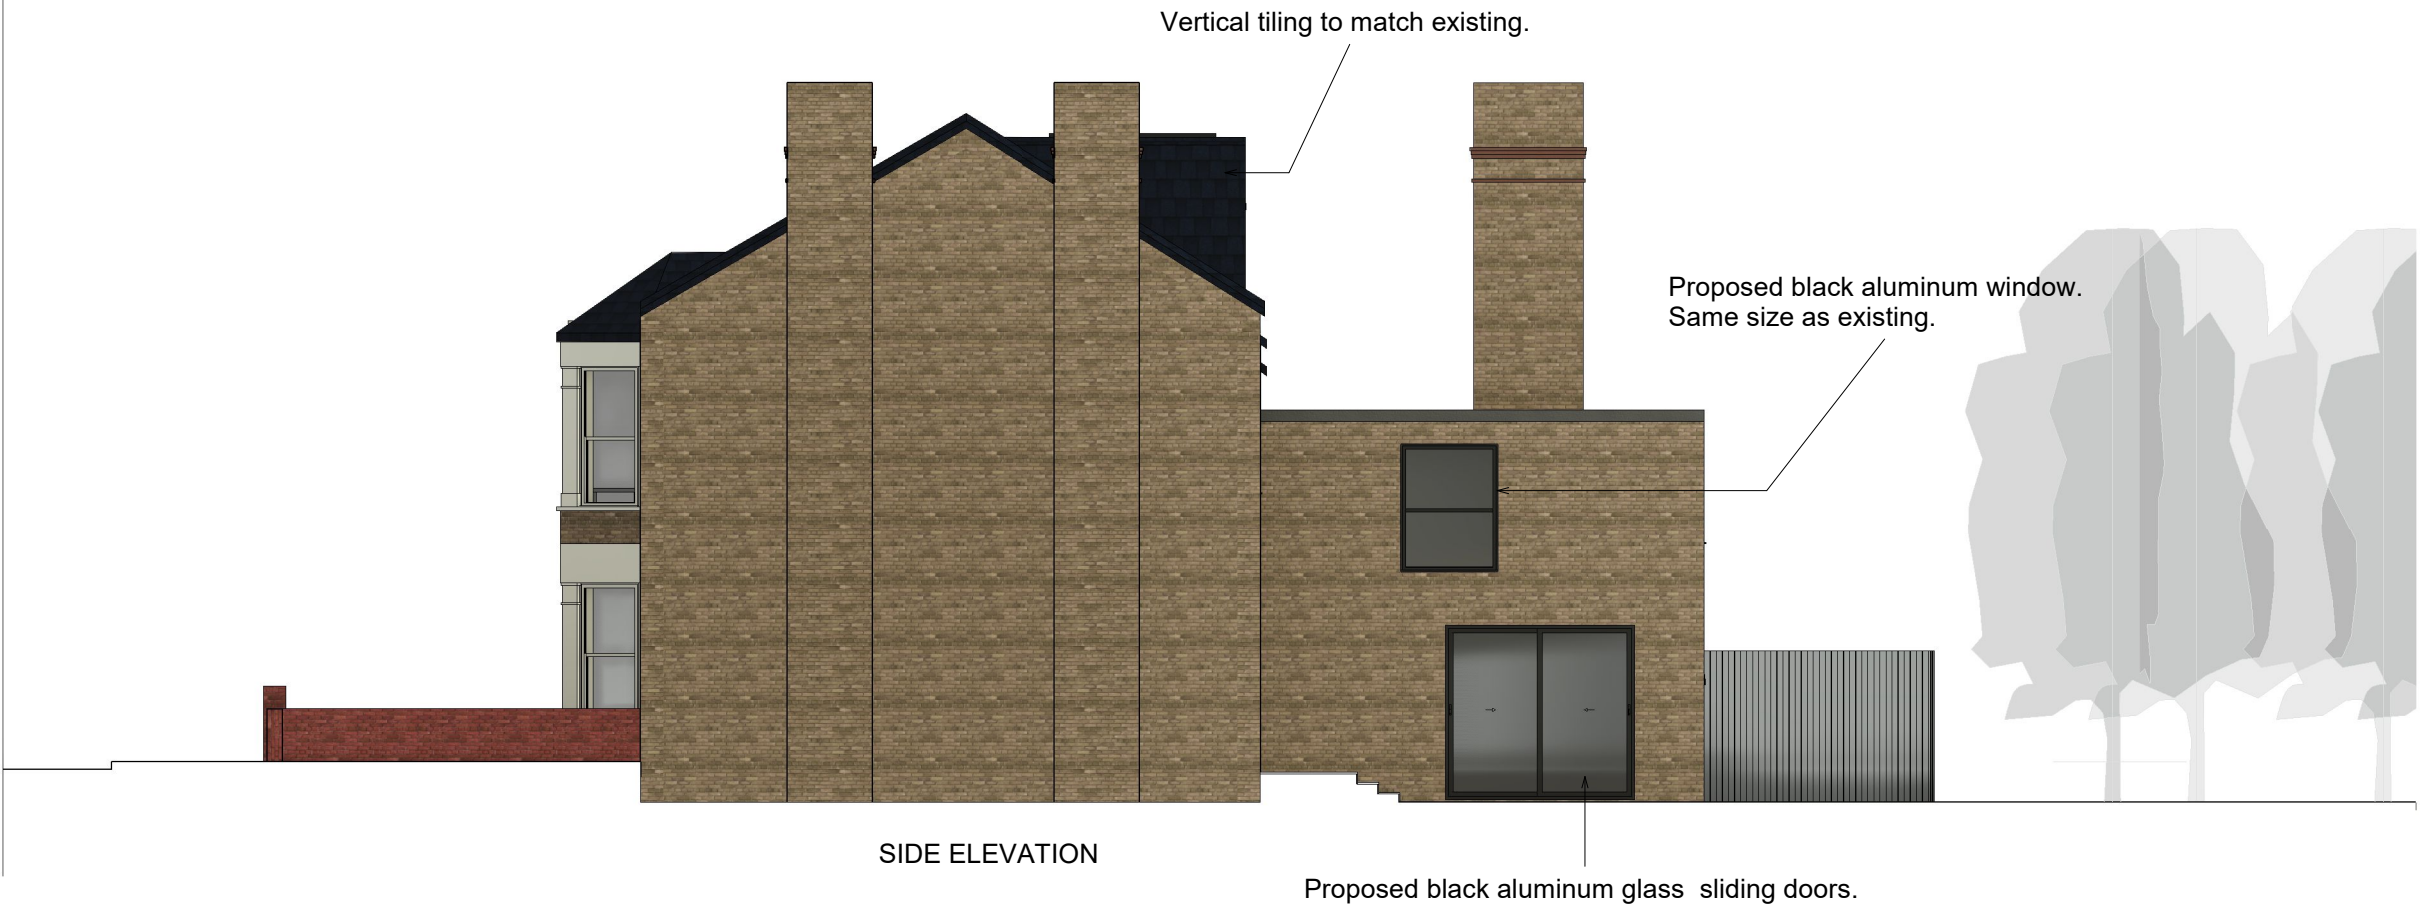 Vertical tiling to match existing.
Proposed black aluminum window.
Same size as existing.
SIDE ELEVATION
Proposed black aluminum glass  sliding doors.